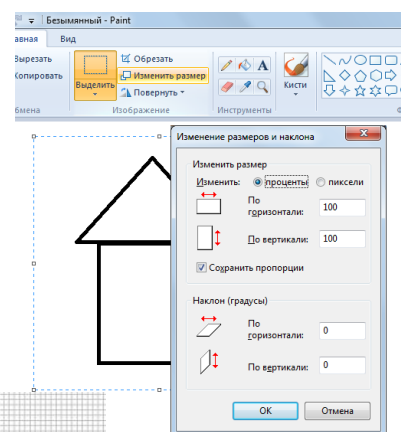 Безымянный - Paint
авная Вид
Вырезать
Копировать
бмена
Выделить
Обрезать
Изменить размер
Повернуть
Изображение
Инструменты
Кисти
Изменение размеров и наклона
Изменить размер
Изменить: проценты пиксели
По горизонтали: 100
По вертикали: 100
Сохранить пропорции
Наклон (градусы)
По горизонтали: 0
По вертикали: 0
ОК Отмена